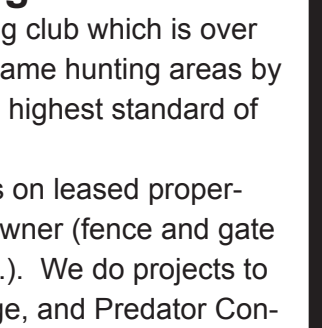 g club which is over
ame hunting areas by
highest standard of
s on leased proper-
wner (fence and gate
.). We do projects to
ge, and Predator Con-